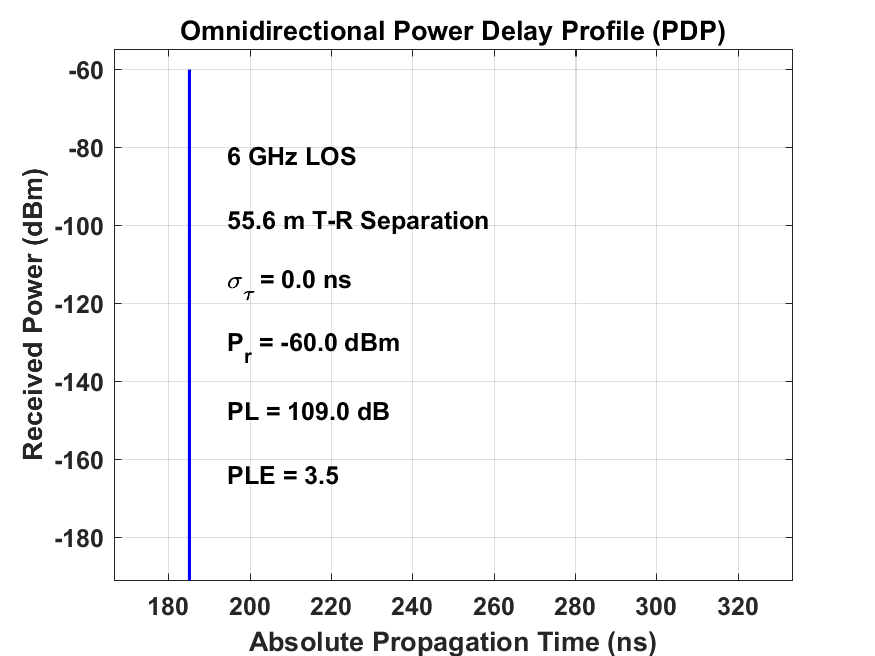 Omnidirectional Power Delay Profile (PDP)
Received Power (dBm)
-60
-80
-100
-120
-140
-160
-180
6 GHz LOS
55.6 m T-R Separation
σ_τ = 0.0 ns
P_r = -60.0 dBm
PL = 109.0 dB
PLE = 3.5
180 200 220 240 260 280 300 320
Absolute Propagation Time (ns)